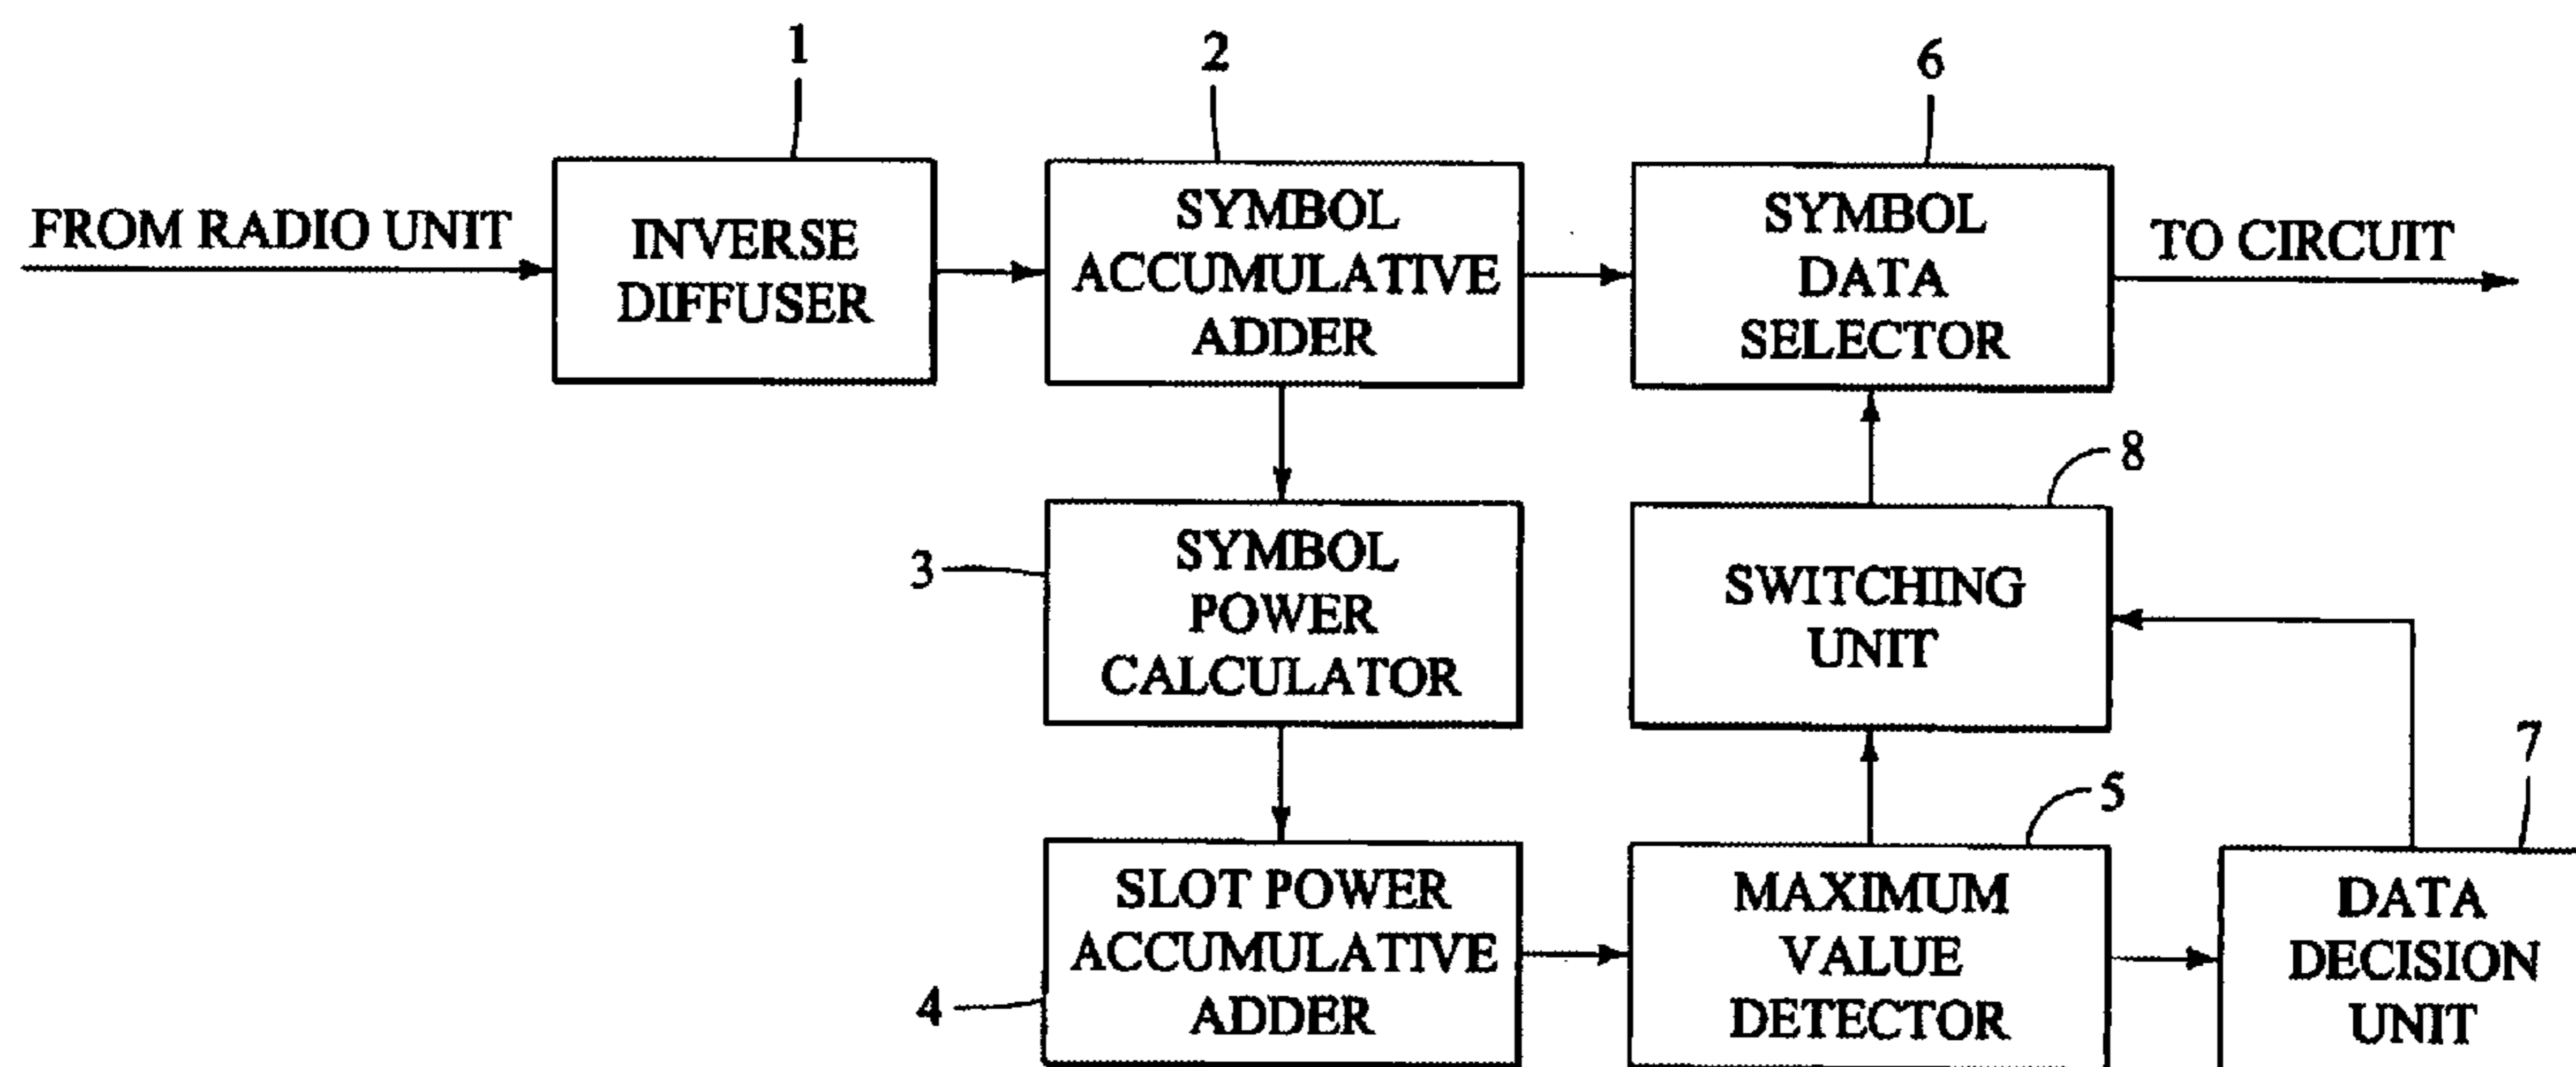 1
2
6
FROM RADIO UNIT
INVERSE
DIFFUSER
SYMBOL
ACCUMULATIVE
ADDER
SYMBOL
DATA
SELECTOR
TO CIRCUIT
3
SYMBOL
POWER
CALCULATOR
8
SWITCHING
UNIT
4
SLOT POWER
ACCUMULATIVE
ADDER
5
MAXIMUM
VALUE
DETECTOR
7
DATA
DECISION
UNIT